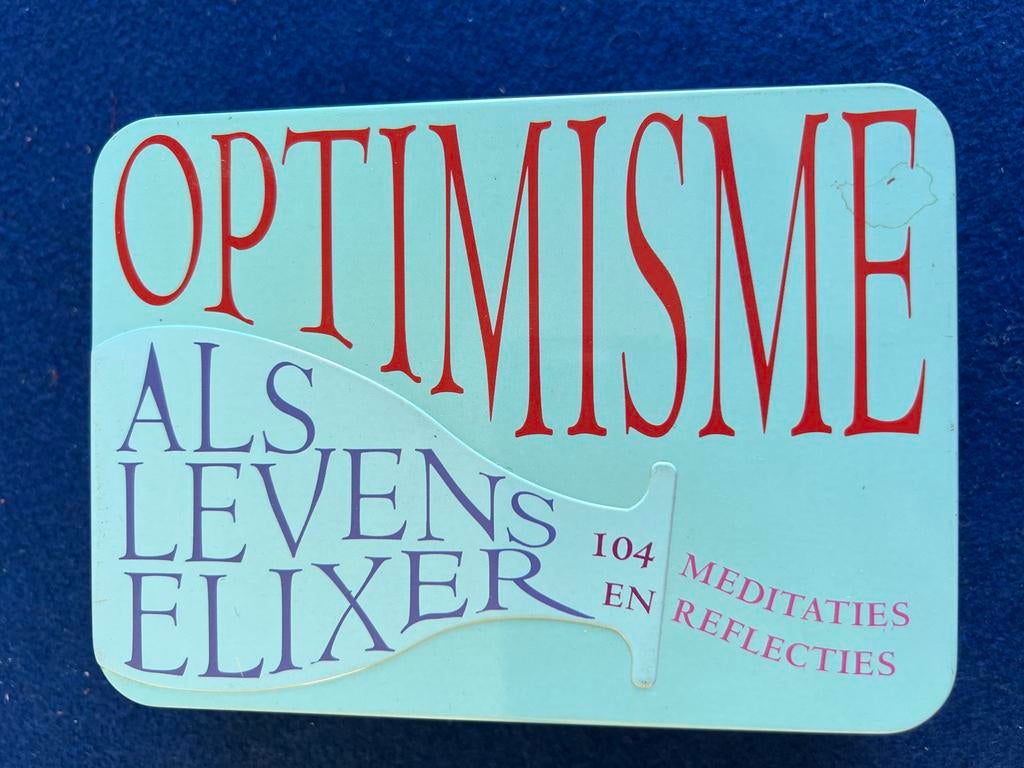 OPTIMISME
ALS
LEVENS
ELIXER
104 MEDITATIES
EN REFLECTIES